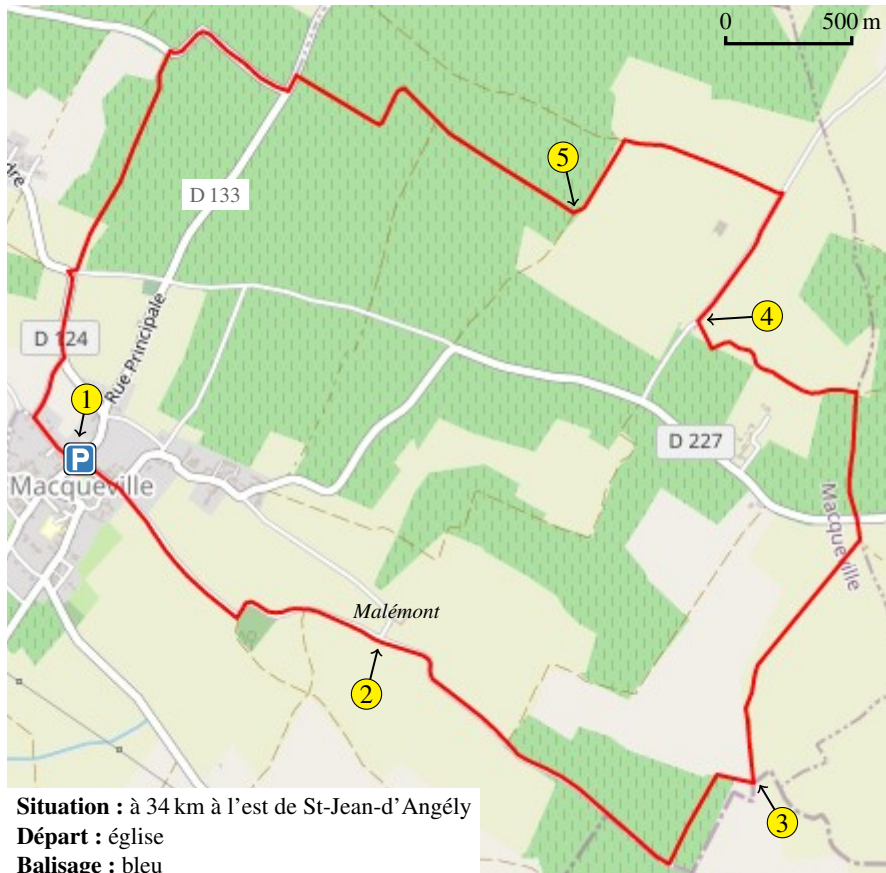 0 500 m
5
D 133
dre
4
D 124
Rue Principale
1
P
D 227
Macqueville
Macqueville
Malémont
2
3
Situation : à 34 km à l'est de St-Jean-d'Angély
Départ : église
Balisage : bleu